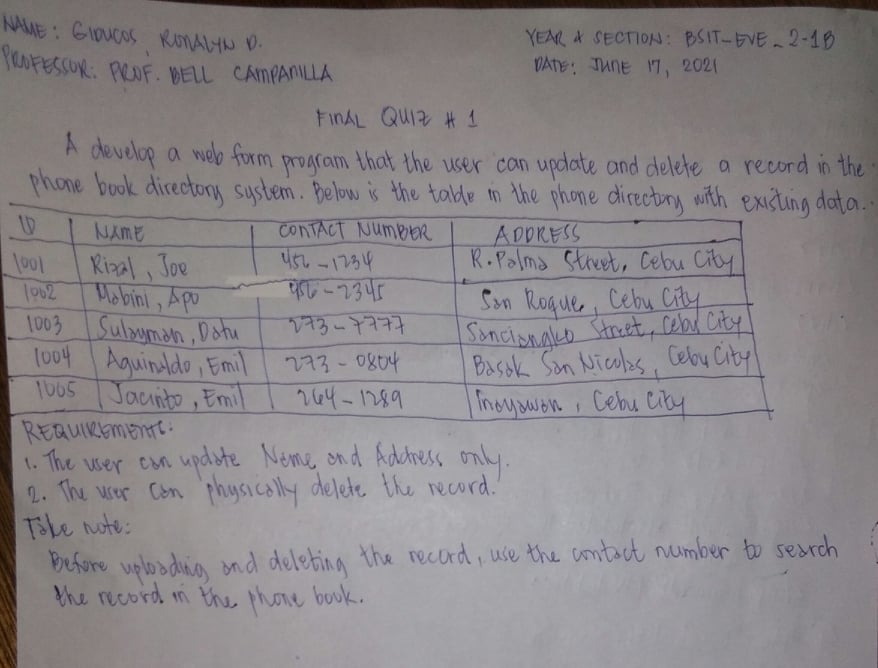 NAME: GIDUCOS, RONALYN D. YEAR & SECTION: BSIT-EVE_2-1B
PROFESSOR: PROF. BELL CAMPANILLA DATE: JUNE 17, 2021
FINAL QUIZ # 1
A develop a web form program that the user can update and delete a record in the
phone book directory system. Below is the table in the phone directory with existing data.
ID NAME CONTACT NUMBER ADDRESS
1001 Rizal, Joe 456-1234 R. Palma Street, Cebu City
1002 Mabini, Apo 456-2345 San Roque, Cebu City
1003 Sulayman, Datu 273-7777 Sanciangko Street, Cebu City
1004 Aguinaldo, Emil 273-0804 Basak San Nicolas, Cebu City
1005 Jacinto, Emil 264-1289 Inayawan, Cebu City
REQUIREMENTS:
1. The user can update Name and Address only.
2. The user can physically delete the record.
Take note:
Before uploading and deleting the record, use the contact number to search
the record in the phone book.